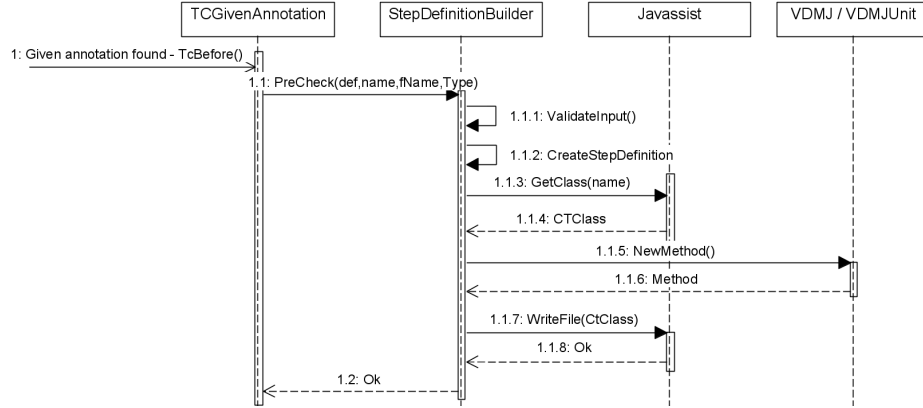 TCGivenAnnotation
StepDefinitionBuilder
Javassist
VDMJ / VDMJUnit
1: Given annotation found - TcBefore()
1.1: PreCheck(def,name,fName,Type)
1.1.1: ValidateInput()
1.1.2: CreateStepDefinition
1.1.3: GetClass(name)
1.1.4: CTClass
1.1.5: NewMethod()
1.1.6: Method
1.1.7: WriteFile(CtClass)
1.1.8: Ok
1.2: Ok